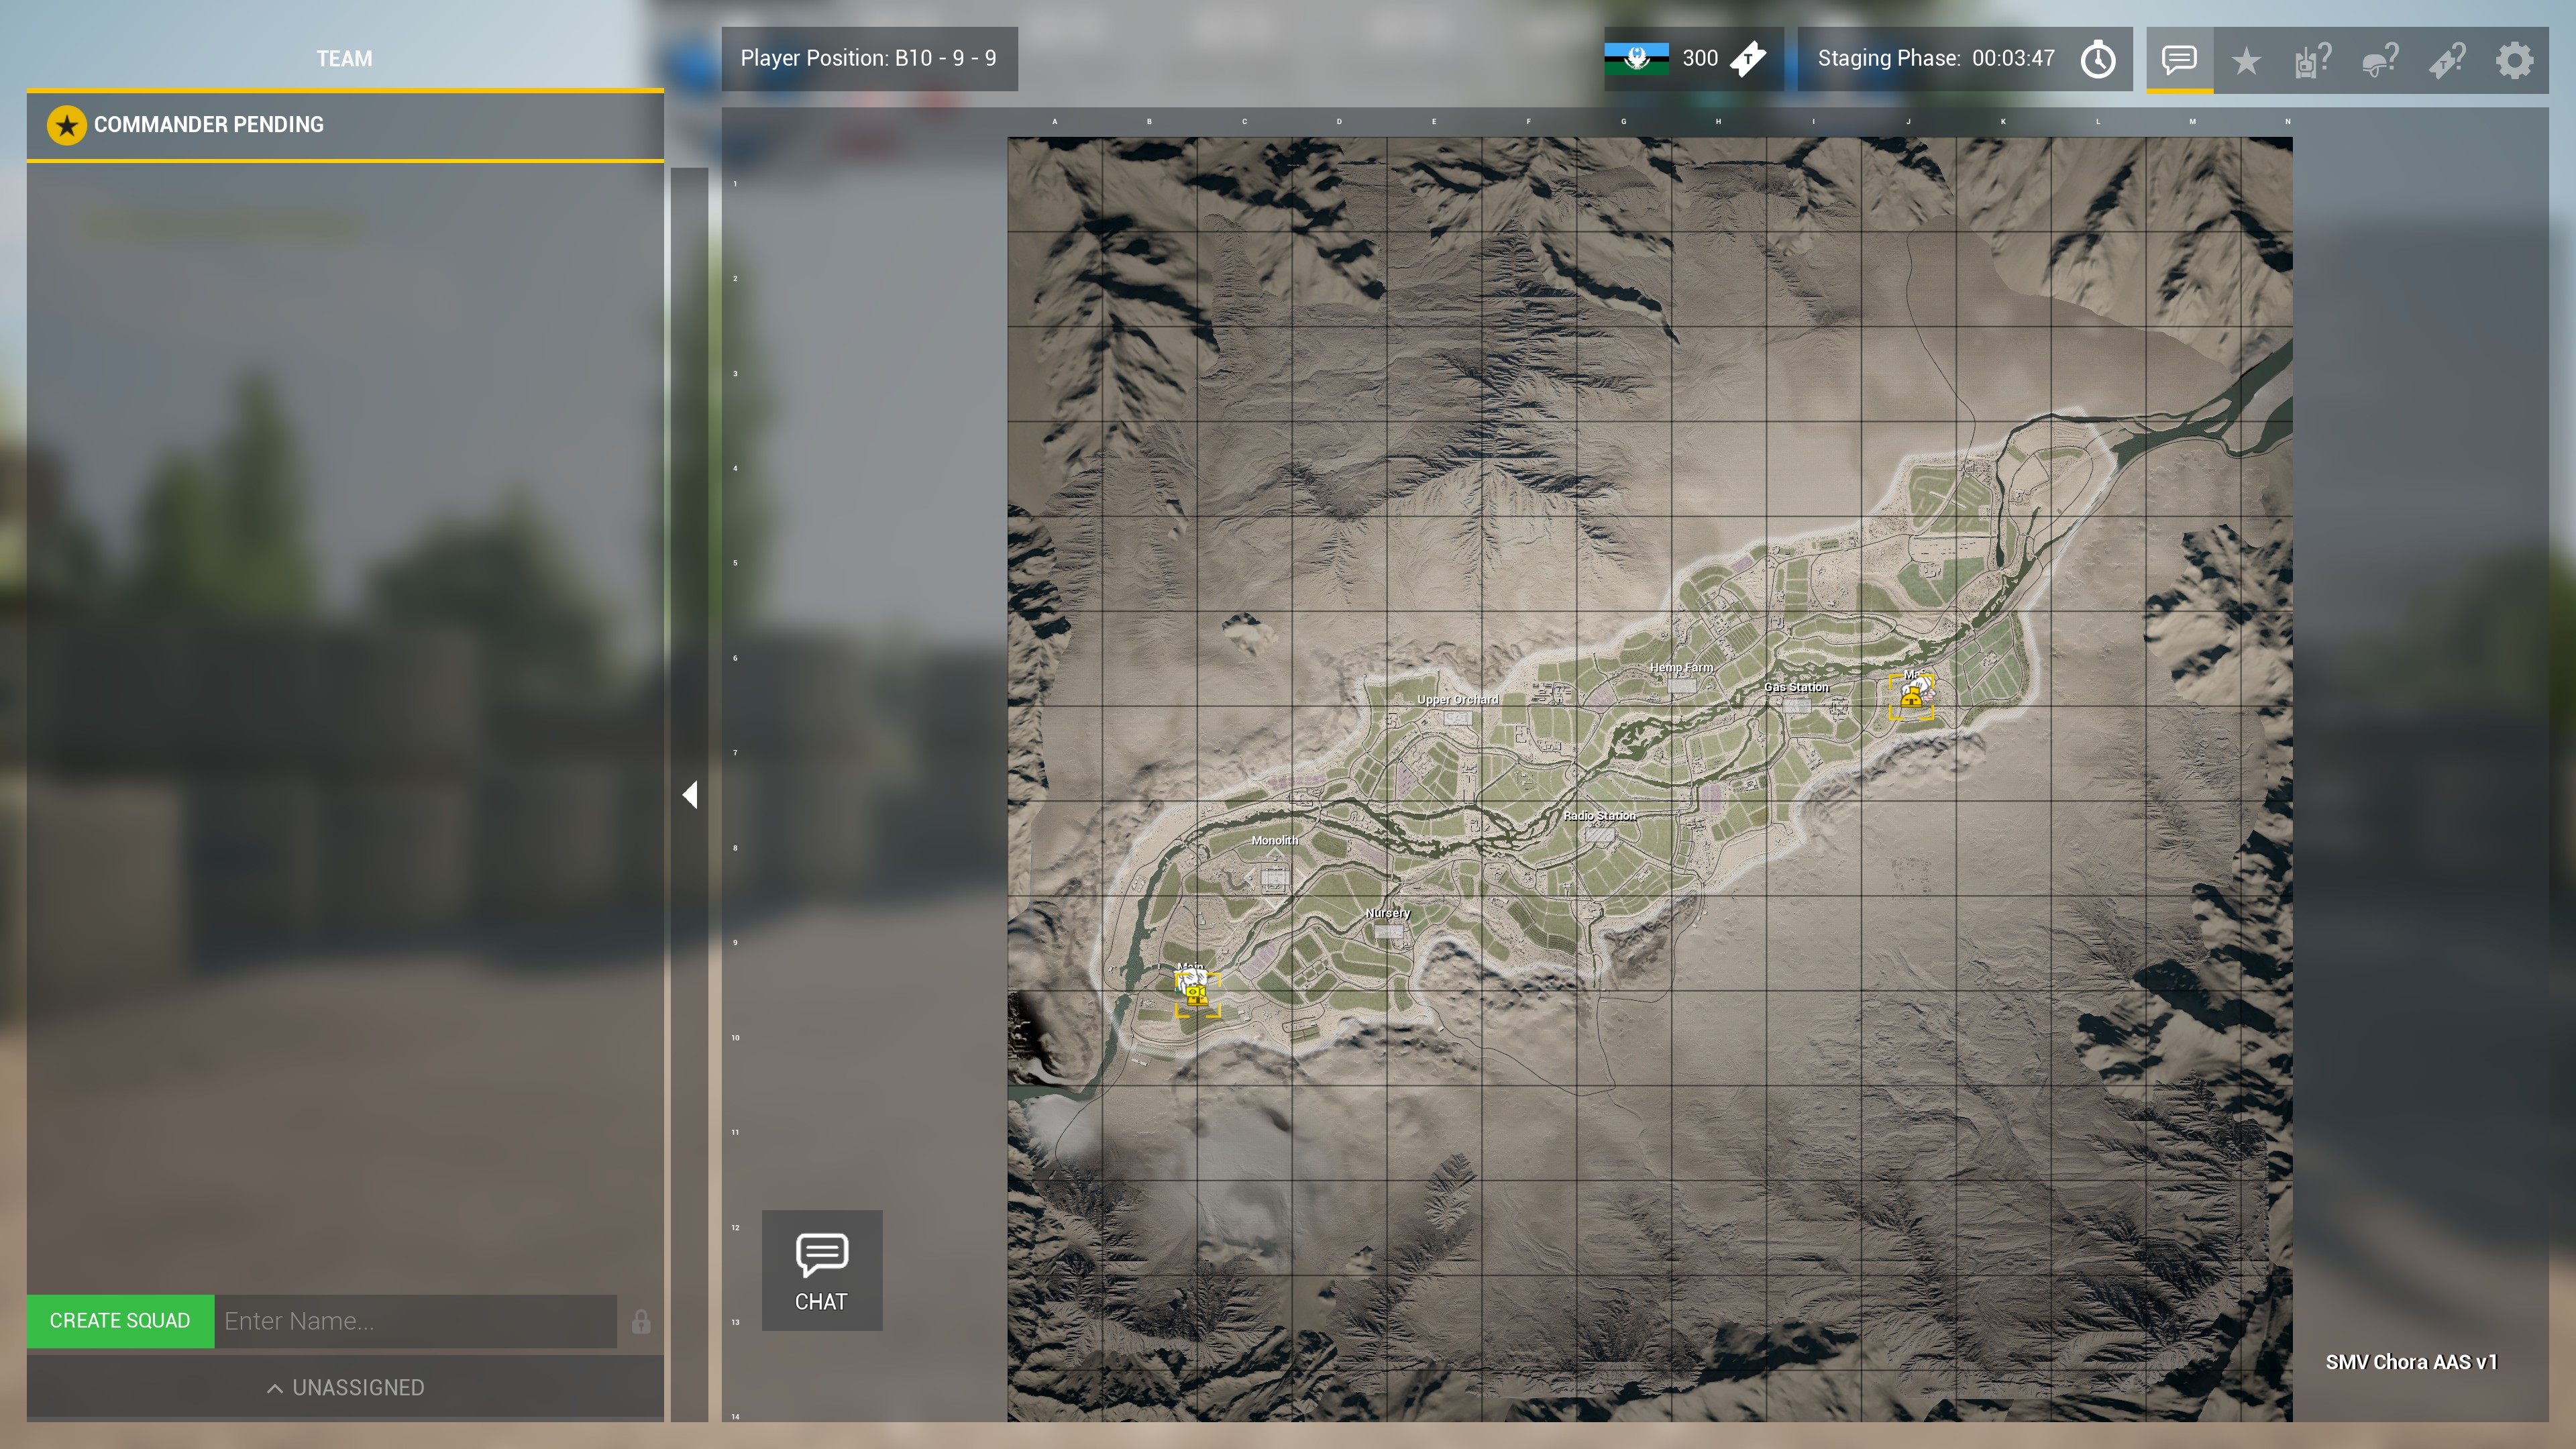 TEAM
Player Position: B10 - 9 - 9
300
Staging Phase: 00:03:47
COMMANDER PENDING
A B C D E F G H I J K L M N
1
2
3
4
5
6
Hemp Farm
Gas Station
Upper Orchard
7
Radio Station
Monolith
8
Nursery
9
Main
10
11
12
CHAT
13
CREATE SQUAD Enter Name...
SMV Chora AAS v1
UNASSIGNED
14